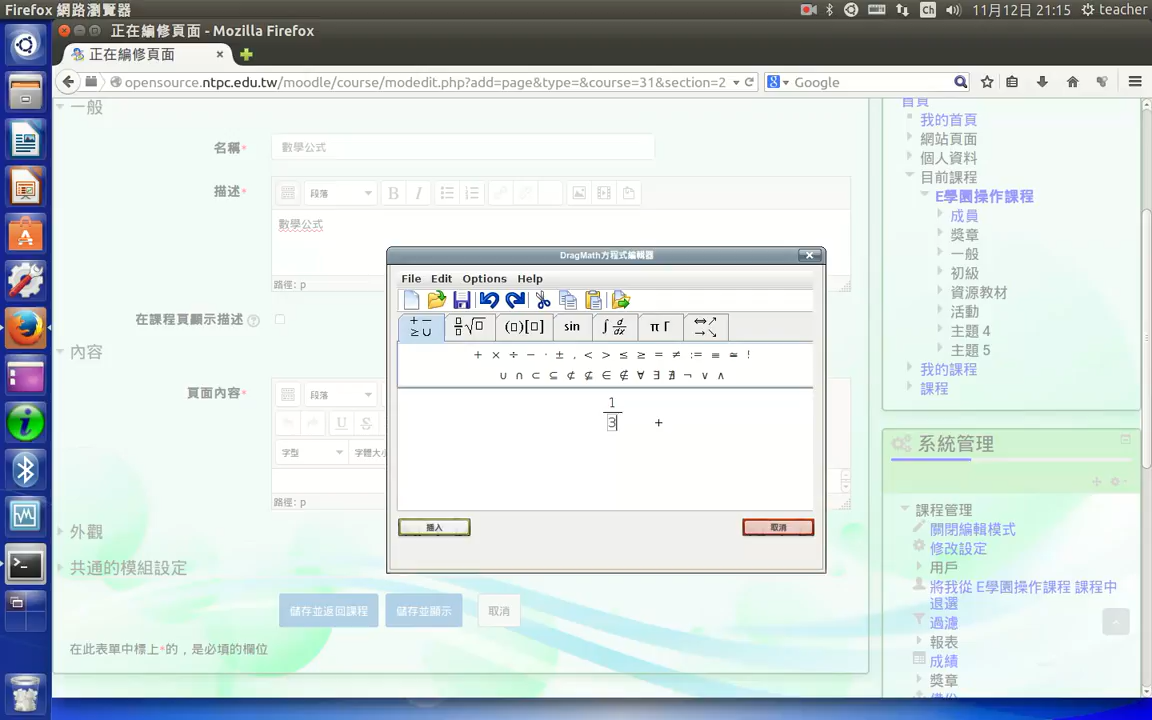 Firefox 網路瀏覽器
Ch
11月12日 21:15
teacher
正在編修頁面 - Mozilla Firefox
正在編修頁面
opensource.ntpc.edu.tw/moodle/course/modedit.php?add=page&type=&course=31&section=2
Google
一般
名稱*
數學公式
描述*
段落
B I
數學公式
路徑: p
在課程頁顯示描述
內容
頁面內容*
段落
U S
字型
字體大小
路徑: p
外觀
共通的模組設定
儲存並返回課程
儲存並顯示
取消
在此表單中標上*的，是必填的欄位
DragMath方程式編輯器
File Edit Options Help
+ − ≥ ∪
(▯)[▯]
sin
∫ d/dx
π Γ
+ × ÷ − · ± , < > ≤ ≥ = ≠ := ≡ ≃ !
∪ ∩ ⊂ ⊆ ⊄ ⊈ ∈ ∉ ∀ ∃ ∄ ¬ ∨ ∧
1
3
+
插入
取消
首頁
我的首頁
網站頁面
個人資料
目前課程
E學園操作課程
成員
獎章
一般
初級
資源教材
活動
主題 4
主題 5
我的課程
課程
系統管理
課程管理
關閉編輯模式
修改設定
用戶
將我從 E學園操作課程 課程中
退選
過濾
報表
成績
獎章
備份